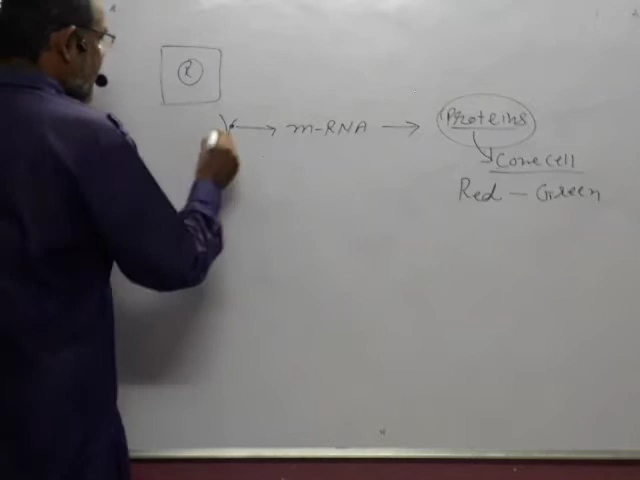 R
X → m-RNA → Proteins
Cone cell
Red - Green